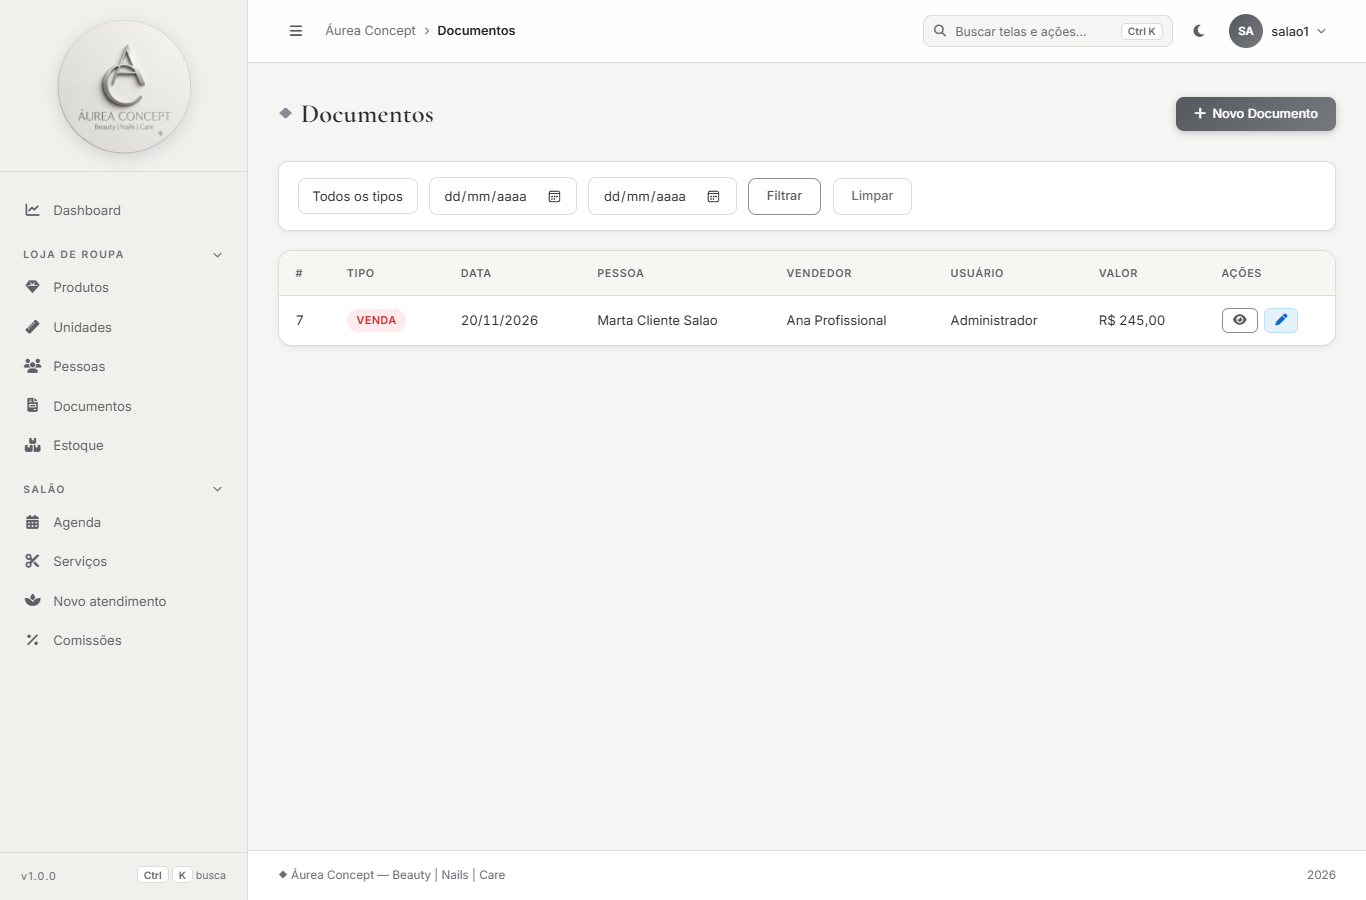 ÁUREA CONCEPT
Beauty | Nails | Care
Dashboard
LOJA DE ROUPA
Produtos
Unidades
Pessoas
Documentos
Estoque
SALÃO
Agenda
Serviços
Novo atendimento
Comissões
v1.0.0
Ctrl K busca
Áurea Concept › Documentos
Buscar telas e ações... Ctrl K
SA salao1
Documentos
+ Novo Documento
Todos os tipos dd/mm/aaaa dd/mm/aaaa Filtrar Limpar
# TIPO DATA PESSOA VENDEDOR USUÁRIO VALOR AÇÕES
7 VENDA 20/11/2026 Marta Cliente Salao Ana Profissional Administrador R$ 245,00
◆ Áurea Concept — Beauty | Nails | Care 2026